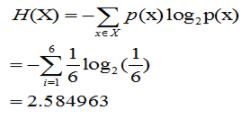 H(X) = -∑_{x∈X} p(x) log₂ p(x)
= -∑_{i=1}^{6} 1/6 log₂(1/6)
= 2.584963